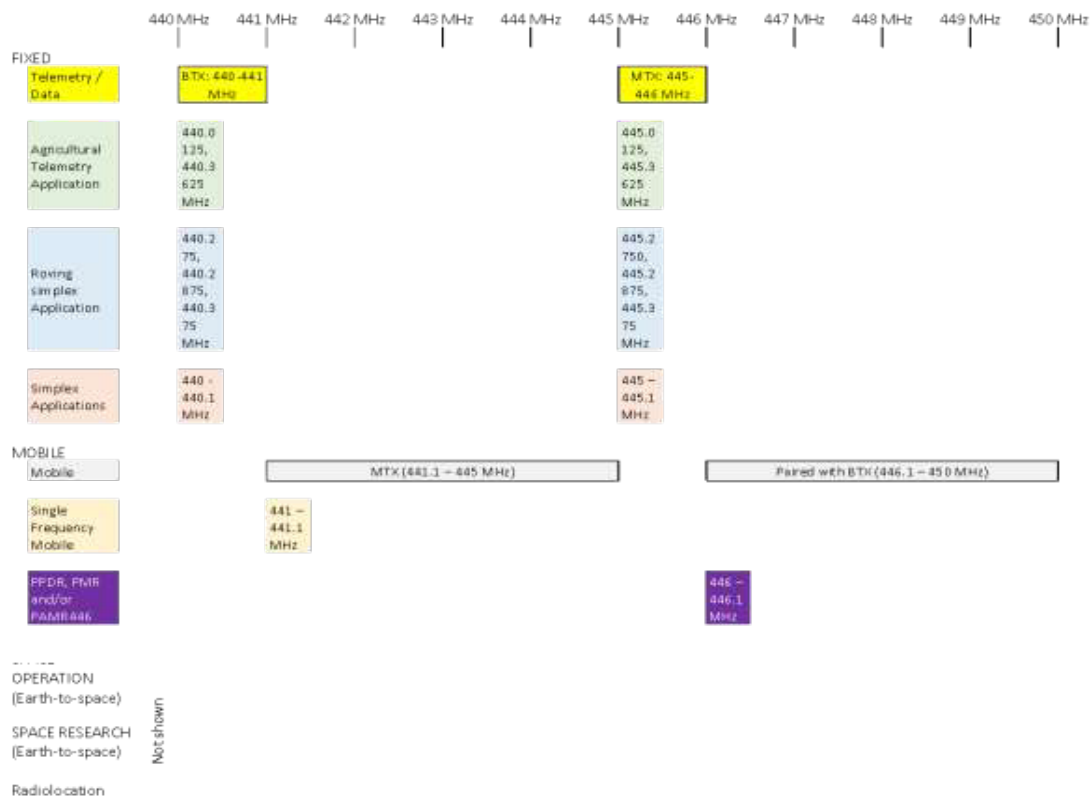 440 MHz 441 MHz 442 MHz 443 MHz 444 MHz 445 MHz 446 MHz 447 MHz 448 MHz 449 MHz 450 MHz
FIXED
Telemetry /
Data
BTX: 440-441
MHz
MTX: 445-
446 MHz
Agricultural
Telemetry
Application
440.0
125,
440.3
625
MHz
445.0
125,
445.3
625
MHz
Roving
simplex
Application
440.2
75,
440.2
875,
440.3
75
MHz
445.2
750,
445.2
875,
445.3
75
MHz
Simplex
Applications
440 -
440.1
MHz
445 –
445.1
MHz
MOBILE
Mobile
MTX (441.1 – 445 MHz)
Paired with BTX (446.1 – 450 MHz)
Single
Frequency
Mobile
441 –
441.1
MHz
PPDR, PMR
and/or
PAMR446
446 –
446.1
MHz
OPERATION
(Earth-to-space)
SPACE RESEARCH
(Earth-to-space)
Not shown
Radiolocation